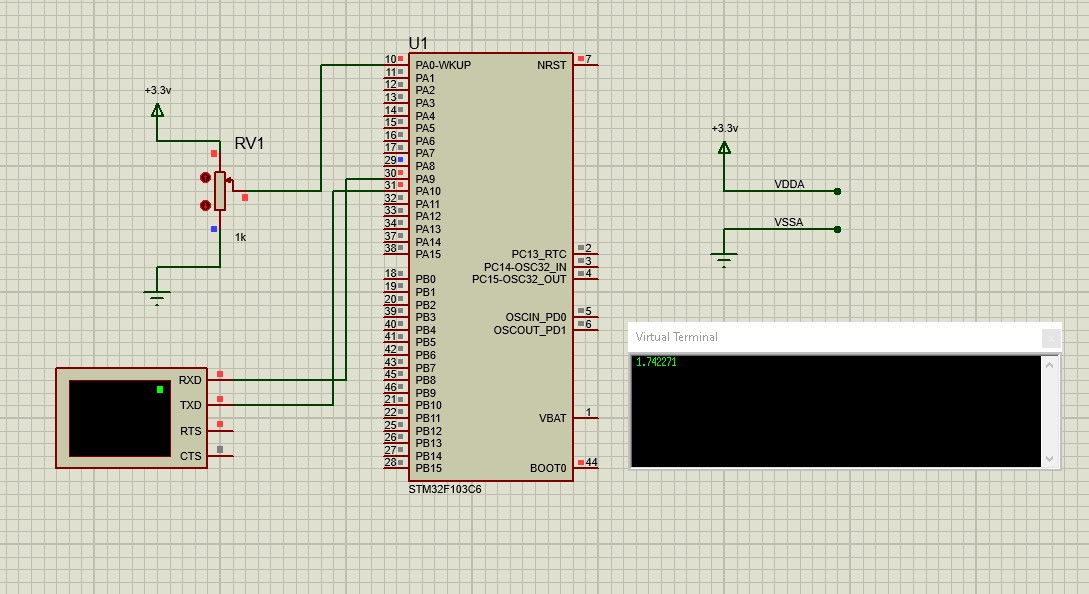 U1
10 PA0-WKUP
11 PA1
12 PA2
13 PA3
14 PA4
15 PA5
16 PA6
17 PA7
29 PA8
30 PA9
31 PA10
32 PA11
33 PA12
34 PA13
37 PA14
38 PA15
18 PB0
19 PB1
20 PB2
39 PB3
40 PB4
41 PB5
42 PB6
43 PB7
45 PB8
46 PB9
21 PB10
22 PB11
25 PB12
26 PB13
27 PB14
28 PB15
NRST 7
PC13_RTC 2
PC14-OSC32_IN 3
PC15-OSC32_OUT 4
OSCIN_PD0 5
OSCOUT_PD1 6
VBAT 1
BOOT0 44
STM32F103C6
+3.3v
RV1
1k
RXD
TXD
RTS
CTS
+3.3v
VDDA
VSSA
Virtual Terminal
1.742271